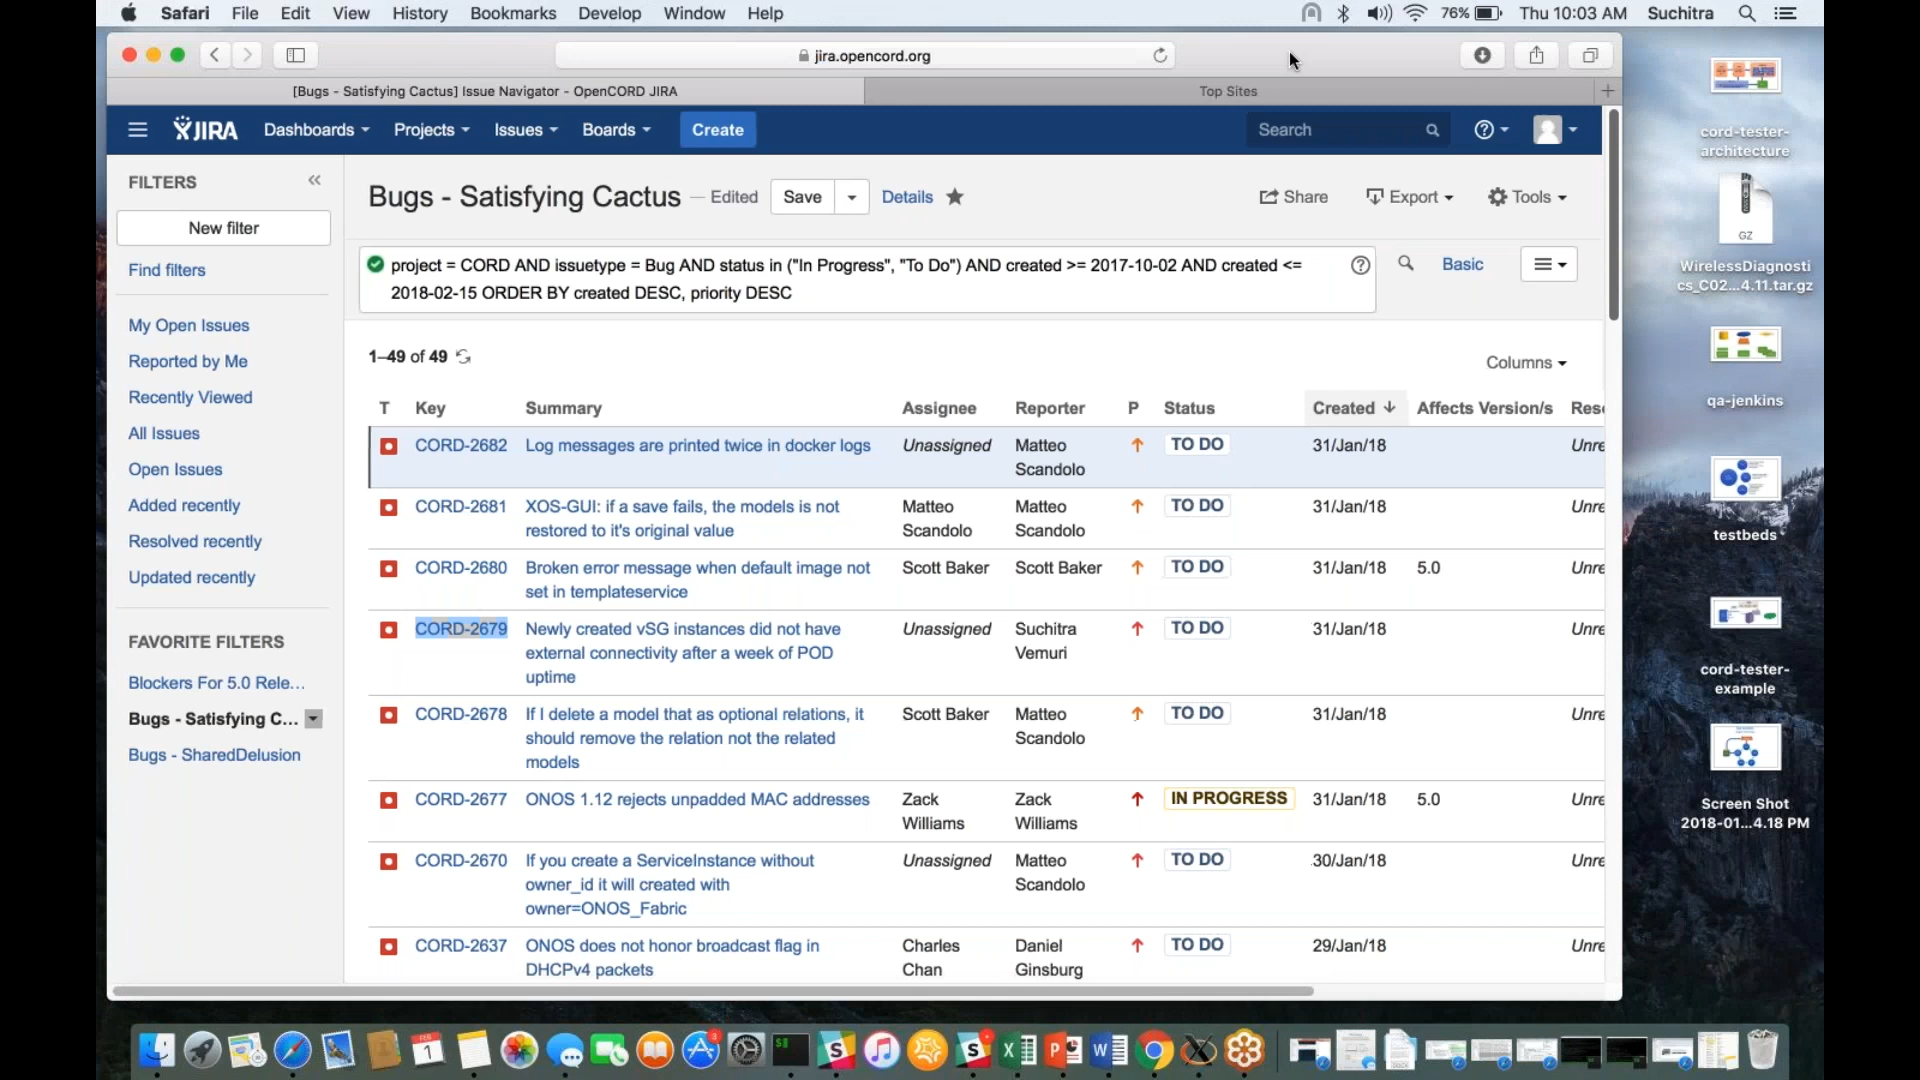 Safari File Edit View History Bookmarks Develop Window Help 76% Thu 10:03 AM Suchitra
jira.opencord.org
[Bugs - Satisfying Cactus] Issue Navigator - OpenCORD JIRA Top Sites
JIRA Dashboards Projects Issues Boards Create Search
FILTERS
New filter
Find filters
My Open Issues
Reported by Me
Recently Viewed
All Issues
Open Issues
Added recently
Resolved recently
Updated recently
FAVORITE FILTERS
Blockers For 5.0 Rele...
Bugs - Satisfying C...
Bugs - SharedDelusion
Bugs - Satisfying Cactus — Edited Save Details Share Export Tools
project = CORD AND issuetype = Bug AND status in ("In Progress", "To Do") AND created >= 2017-10-02 AND created <=
2018-02-15 ORDER BY created DESC, priority DESC
Basic
1–49 of 49
Columns
T Key Summary Assignee Reporter P Status Created Affects Version/s Res
CORD-2682 Log messages are printed twice in docker logs Unassigned Matteo TO DO 31/Jan/18 Unre
Scandolo
CORD-2681 XOS-GUI: if a save fails, the models is not Matteo Matteo TO DO 31/Jan/18 Unre
restored to it's original value Scandolo Scandolo
CORD-2680 Broken error message when default image not Scott Baker Scott Baker TO DO 31/Jan/18 5.0 Unre
set in templateservice
CORD-2679 Newly created vSG instances did not have Unassigned Suchitra TO DO 31/Jan/18 Unre
external connectivity after a week of POD Vemuri
uptime
CORD-2678 If I delete a model that as optional relations, it Scott Baker Matteo TO DO 31/Jan/18 Unre
should remove the relation not the related Scandolo
models
CORD-2677 ONOS 1.12 rejects unpadded MAC addresses Zack Zack IN PROGRESS 31/Jan/18 5.0 Unre
Williams Williams
CORD-2670 If you create a ServiceInstance without Unassigned Matteo TO DO 30/Jan/18 Unre
owner_id it will created with Scandolo
owner=ONOS_Fabric
CORD-2637 ONOS does not honor broadcast flag in Charles Daniel TO DO 29/Jan/18 Unre
DHCPv4 packets Chan Ginsburg
cord-tester-
architecture
GZ
WirelessDiagnosti
cs_C02...4.11.tar.gz
qa-jenkins
testbeds
cord-tester-
example
Screen Shot
2018-01...4.18 PM
FEB
1
3